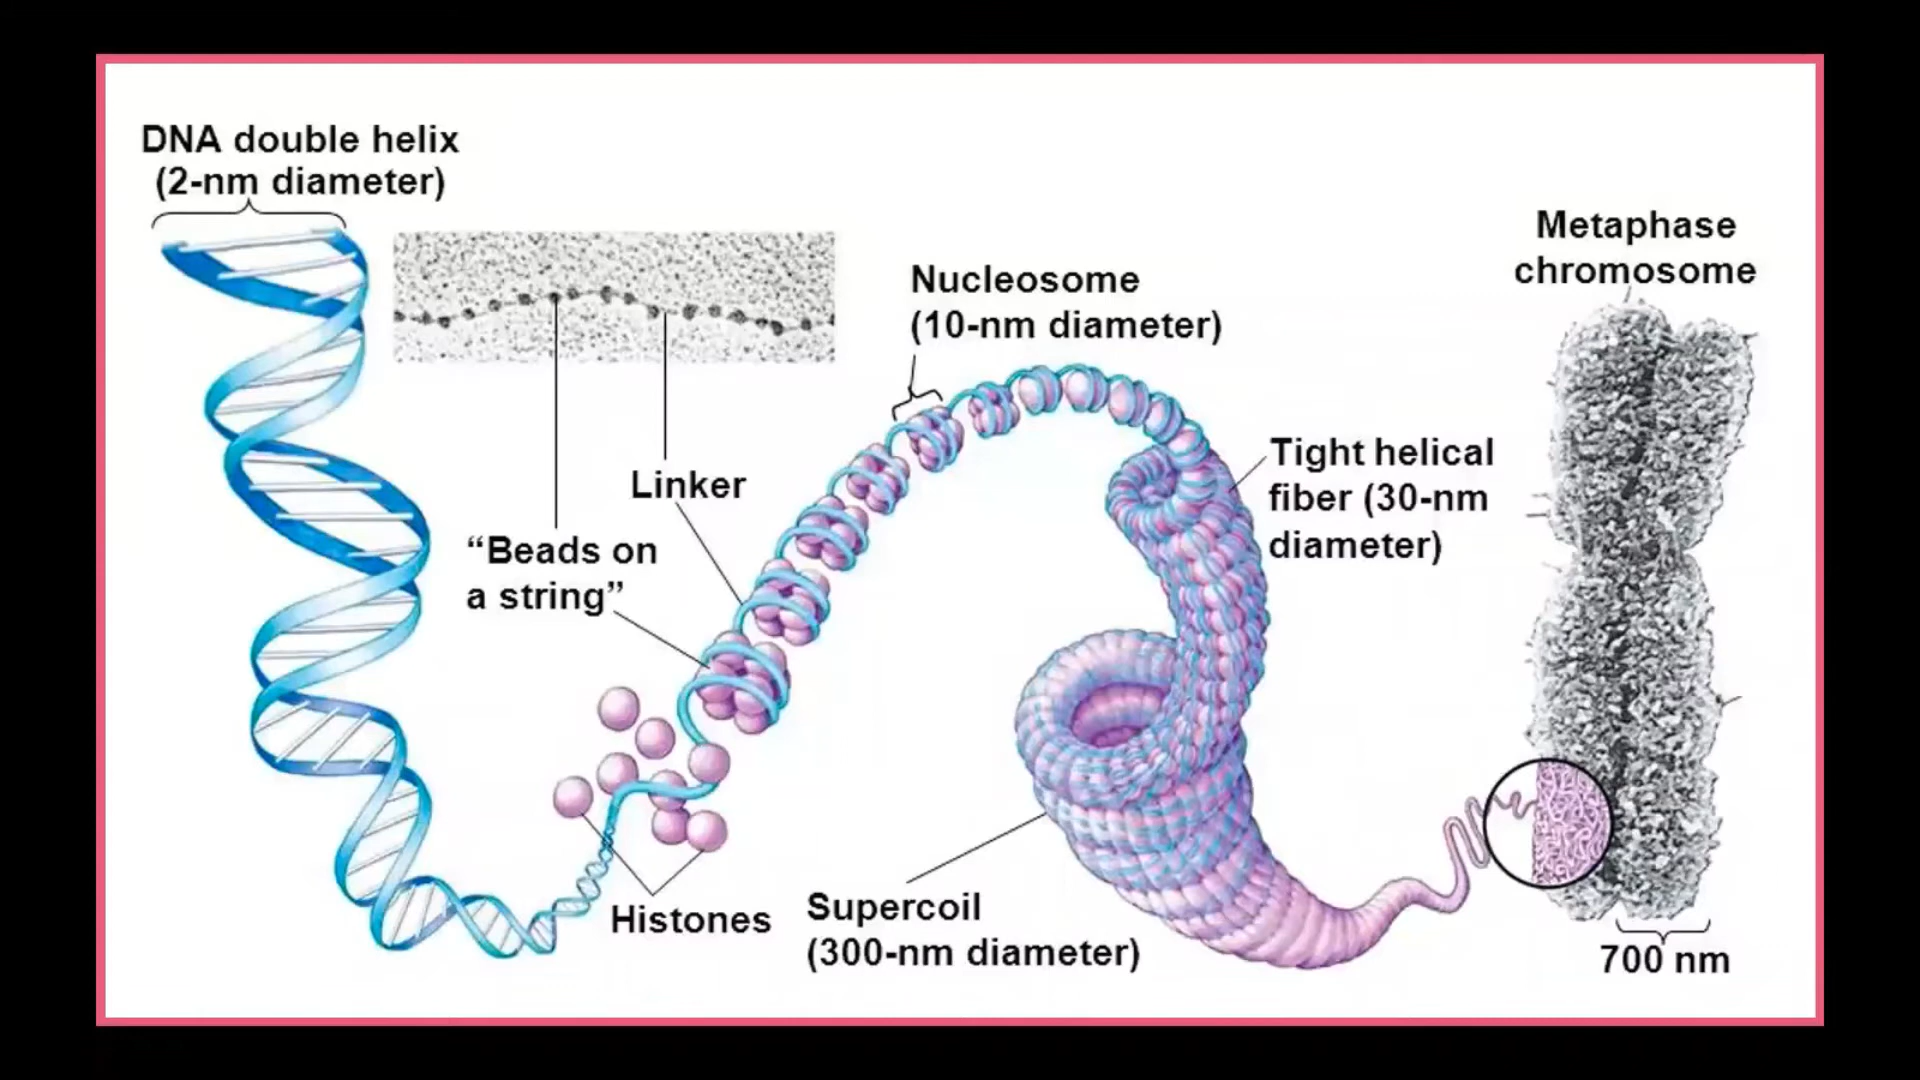 DNA double helix
(2-nm diameter)
Metaphase
chromosome
Nucleosome
(10-nm diameter)
Tight helical
fiber (30-nm
diameter)
Linker
“Beads on
a string”
Histones
Supercoil
(300-nm diameter)
700 nm